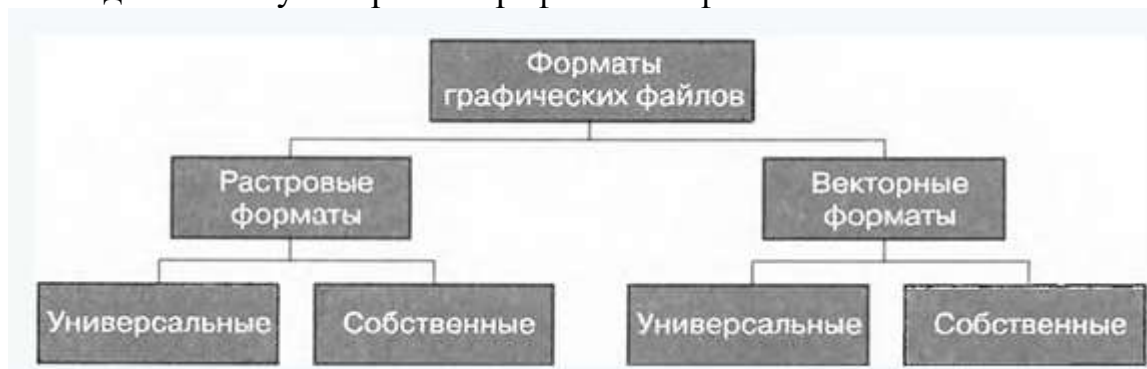 Форматы
графических файлов
Растровые
форматы
Векторные
форматы
Универсальные
Собственные
Универсальные
Собственные